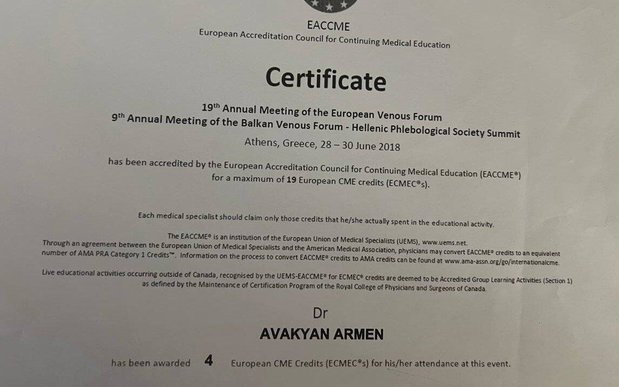 EACCME
European Accreditation Council for Continuing Medical Education
Certificate
19th Annual Meeting of the European Venous Forum
9th Annual Meeting of the Balkan Venous Forum - Hellenic Phlebological Society Summit
Athens, Greece, 28 – 30 June 2018
has been accredited by the European Accreditation Council for Continuing Medical Education (EACCME®)
for a maximum of 19 European CME credits (ECMEC®s).
Each medical specialist should claim only those credits that he/she actually spent in the educational activity.
The EACCME® is an institution of the European Union of Medical Specialists (UEMS), www.uems.net.
Through an agreement between the European Union of Medical Specialists and the American Medical Association, physicians may convert EACCME® credits to an equivalent
number of AMA PRA Category 1 Credits™. Information on the process to convert EACCME® credits to AMA credits can be found at www.ama-assn.org/go/internationalcme.
Live educational activities occurring outside of Canada, recognised by the UEMS-EACCME® for ECMEC® credits are deemed to be Accredited Group Learning Activities (Section 1)
as defined by the Maintenance of Certification Program of the Royal College of Physicians and Surgeons of Canada.
Dr
AVAKYAN ARMEN
has been awarded 4 European CME Credits (ECMEC®s) for his/her attendance at this event.